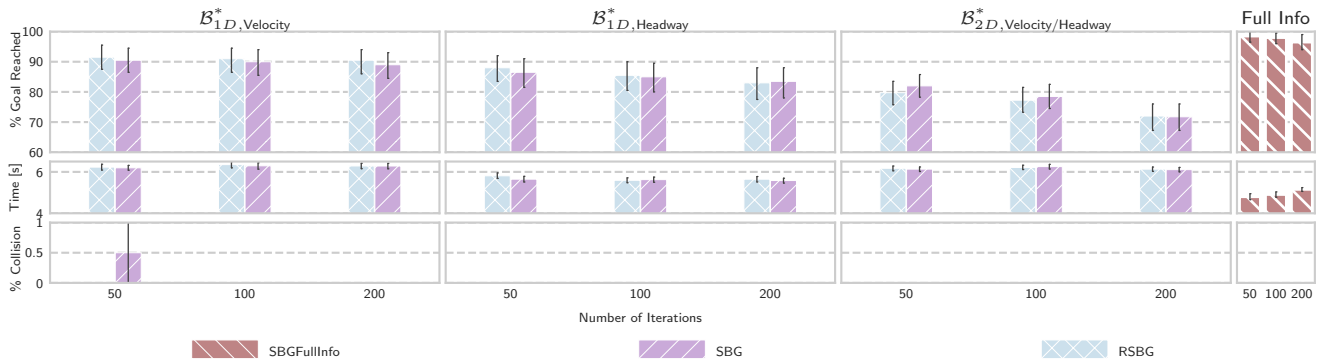 𝓑*1D,Velocity 𝓑*1D,Headway 𝓑*2D,Velocity/Headway Full Info
% Goal Reached
100
90
80
70
60
Time [s]
6
4
% Collision
1
0.5
0
50 100 200 50 100 200 50 100 200 50 100 200
Number of Iterations
SBGFullInfo SBG RSBG